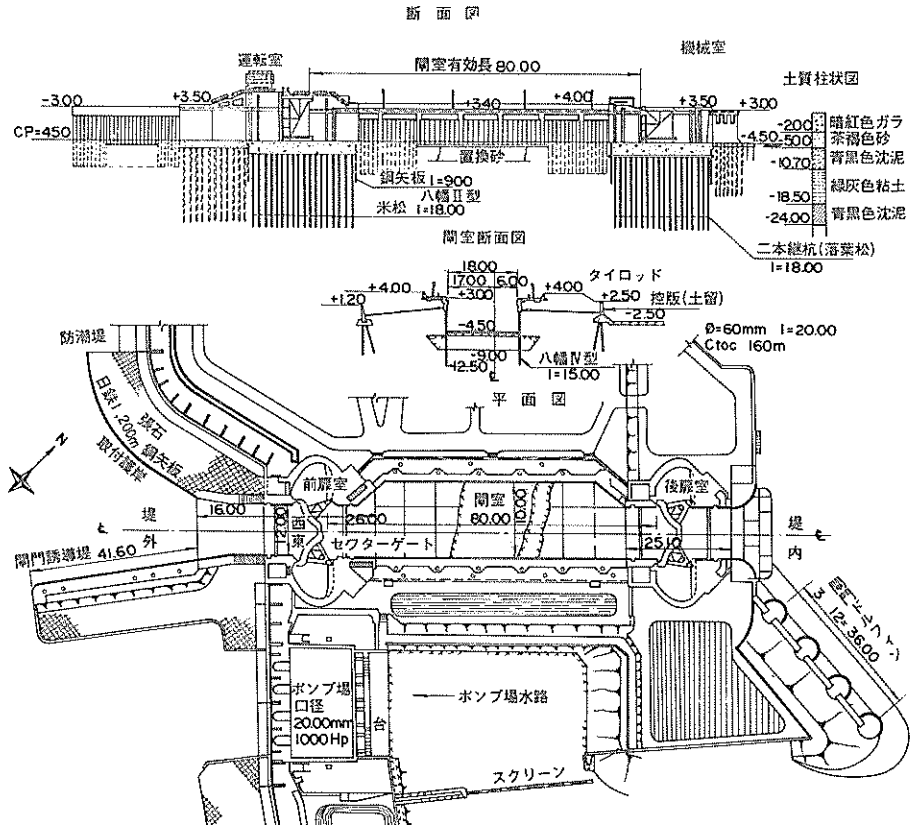 断面図
運転室
機械室
閘室有効長 80.00
土質柱状図
-3.00
+3.50
+3.40
+4.00
+3.50
+3.00
CP=450
-4.50
-2.00
暗紅色ガラ
-5.00
茶褐色砂
-10.70
青黒色沈泥
緑灰色粘土
-18.50
青黒色沈泥
-24.00
置換砂
鋼矢板 l=900
八幡Ⅱ型
米松 l=18.00
二本継杭(落葉松)
l=18.00
閘室断面図
18.00
17.00
6.00
タイロッド
+4.00
+3.00
+400
+2.50
控版(土留)
+1.20
-2.50
-4.50
-9.00
-12.50
八幡Ⅳ型
l=15.00
Ø=60mm l=20.00
Ctoc 160m
平面図
防潮堤
張石
日鉄Ⅰ,200m 鋼矢板
取付護岸
N
前扉室
閘室
80.00
10.00
後扉室
16.00
12.00
西
東
26.00
セクターゲート
25.10
堤外
堤内
閘門誘導堤 41.60
3 12=36.00
ポンプ場
口径
20.00mm
1000Hp
台
ポンプ場水路
スクリーン